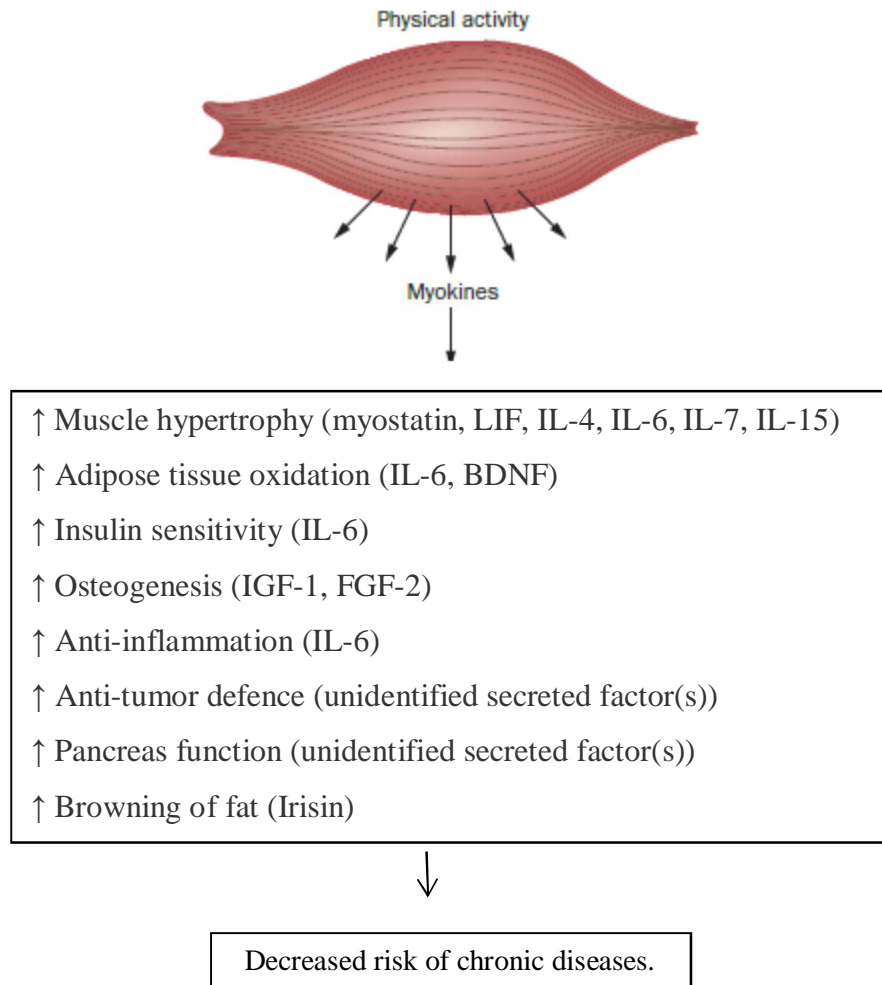 Physical activity
Myokines
↑ Muscle hypertrophy (myostatin, LIF, IL-4, IL-6, IL-7, IL-15)
↑ Adipose tissue oxidation (IL-6, BDNF)
↑ Insulin sensitivity (IL-6)
↑ Osteogenesis (IGF-1, FGF-2)
↑ Anti-inflammation (IL-6)
↑ Anti-tumor defence (unidentified secreted factor(s))
↑ Pancreas function (unidentified secreted factor(s))
↑ Browning of fat (Irisin)
Decreased risk of chronic diseases.